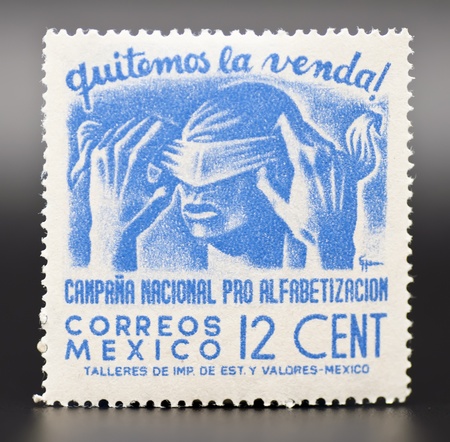 quitemos la venda!
CAMPAÑA NACIONAL PRO ALFABETIZACION
CORREOS
MEXICO 12 CENT
TALLERES DE IMP. DE EST. Y VALORES-MEXICO